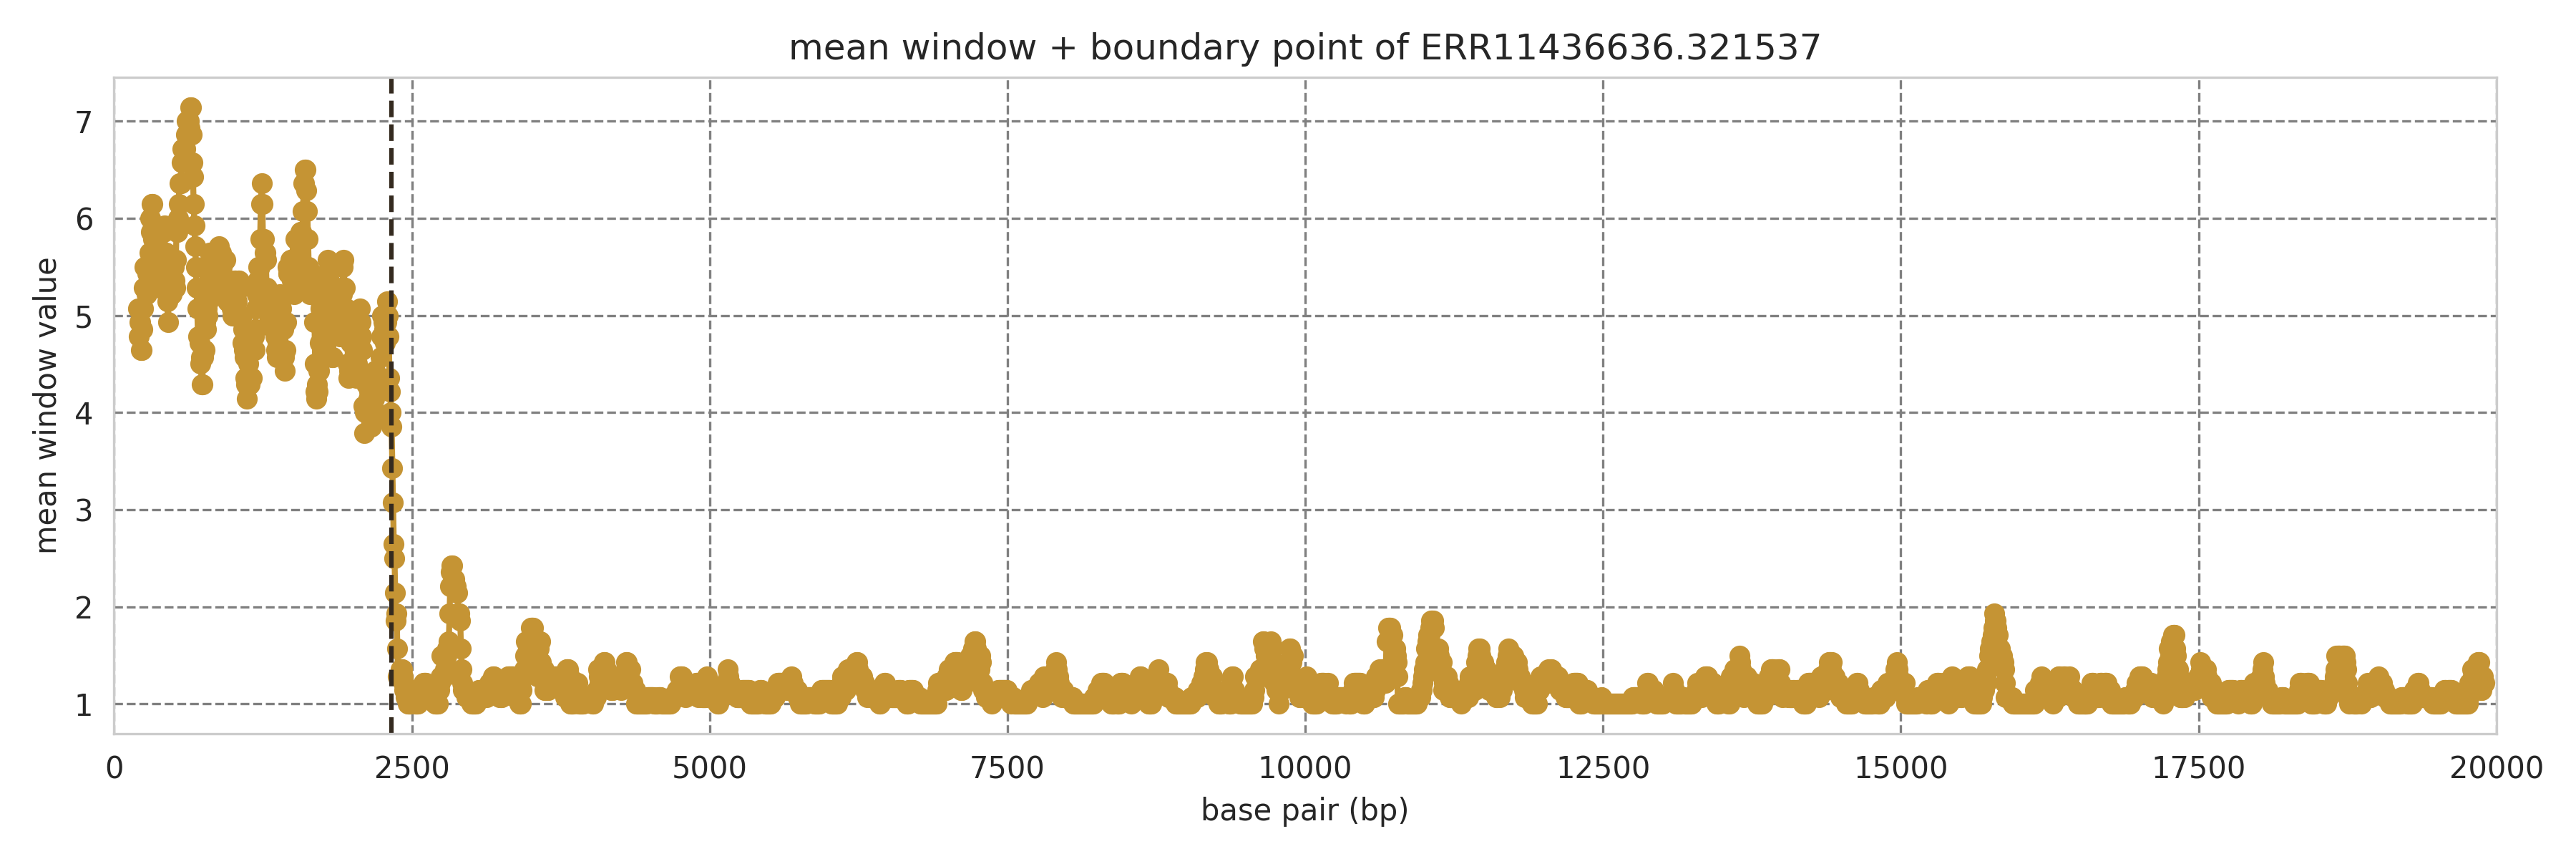 mean window + boundary point of ERR11436636.321537
mean window value
7
6
5
4
3
2
1
0 2500 5000 7500 10000 12500 15000 17500 20000
base pair (bp)